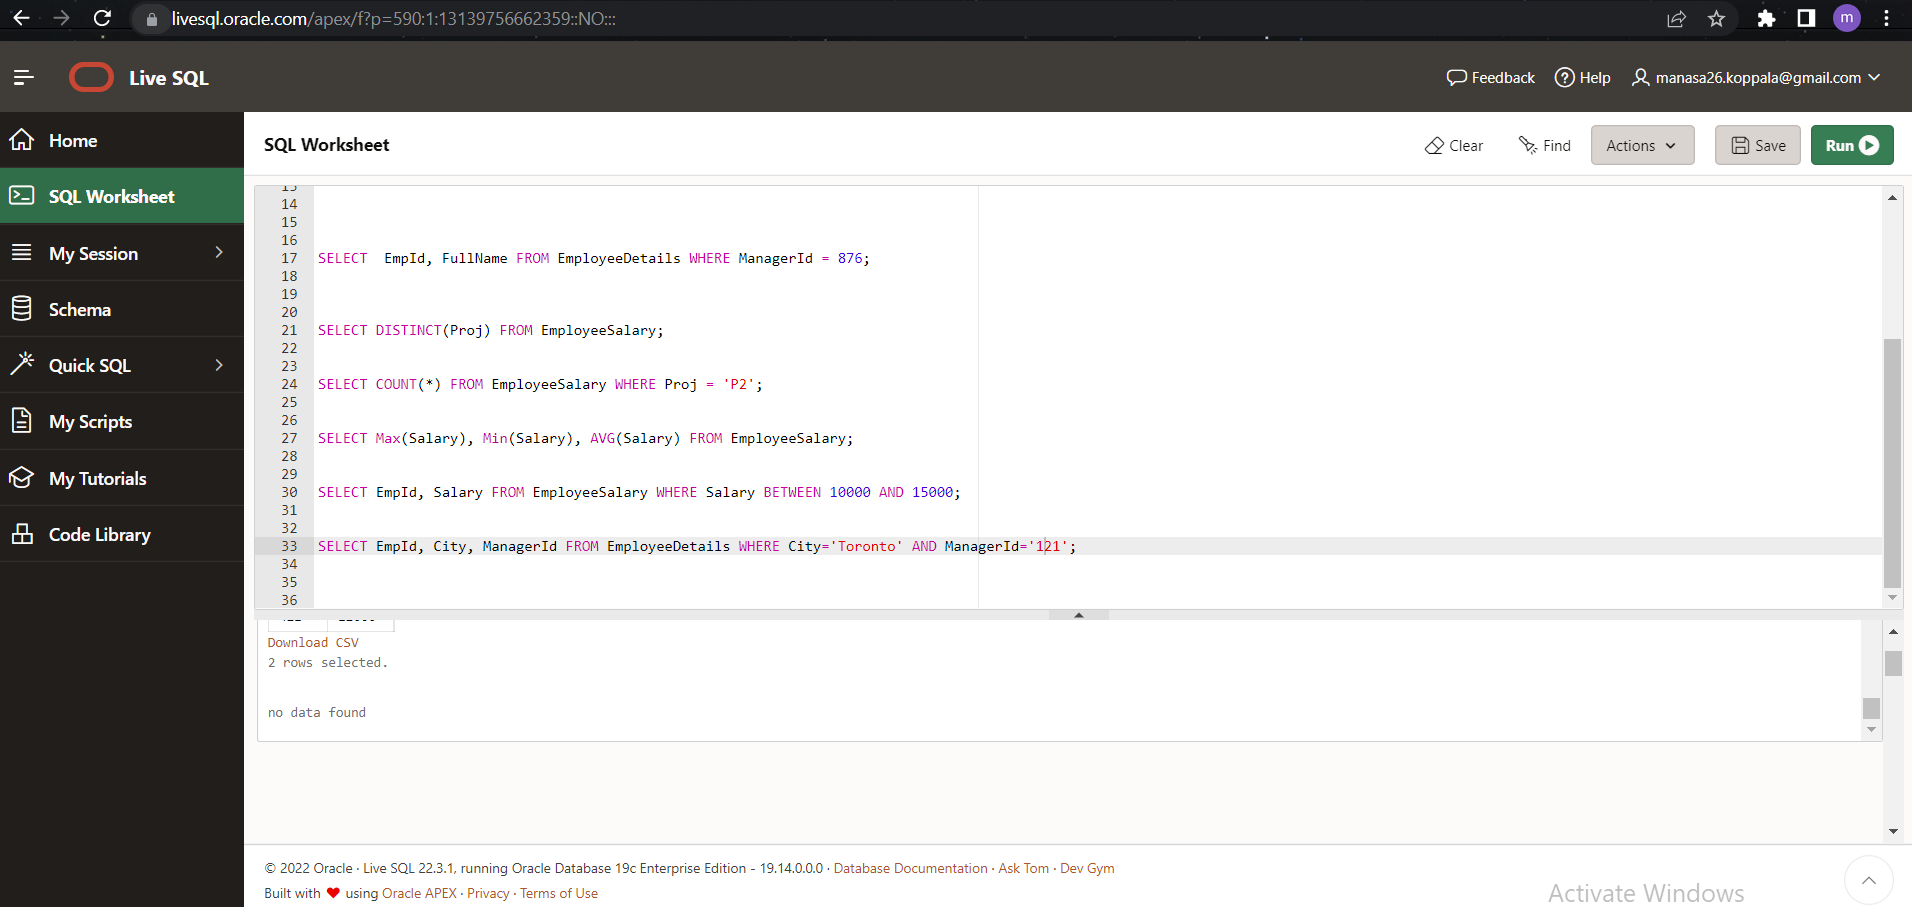 livesql.oracle.com/apex/f?p=590:1:13139756662359::NO:::
m
Live SQL
Feedback
Help
manasa26.koppala@gmail.com
Home
SQL Worksheet
My Session
Schema
Quick SQL
My Scripts
My Tutorials
Code Library
SQL Worksheet
Clear
Find
Actions
Save
Run
13
14
15
16
17 SELECT  EmpId, FullName FROM EmployeeDetails WHERE ManagerId = 876;
18
19
20
21 SELECT DISTINCT(Proj) FROM EmployeeSalary;
22
23
24 SELECT COUNT(*) FROM EmployeeSalary WHERE Proj = 'P2';
25
26
27 SELECT Max(Salary), Min(Salary), AVG(Salary) FROM EmployeeSalary;
28
29
30 SELECT EmpId, Salary FROM EmployeeSalary WHERE Salary BETWEEN 10000 AND 15000;
31
32
33 SELECT EmpId, City, ManagerId FROM EmployeeDetails WHERE City='Toronto' AND ManagerId='121';
34
35
36
Download CSV
2 rows selected.
no data found
© 2022 Oracle · Live SQL 22.3.1, running Oracle Database 19c Enterprise Edition - 19.14.0.0.0 · Database Documentation · Ask Tom · Dev Gym
Built with ❤ using Oracle APEX · Privacy · Terms of Use
Activate Windows